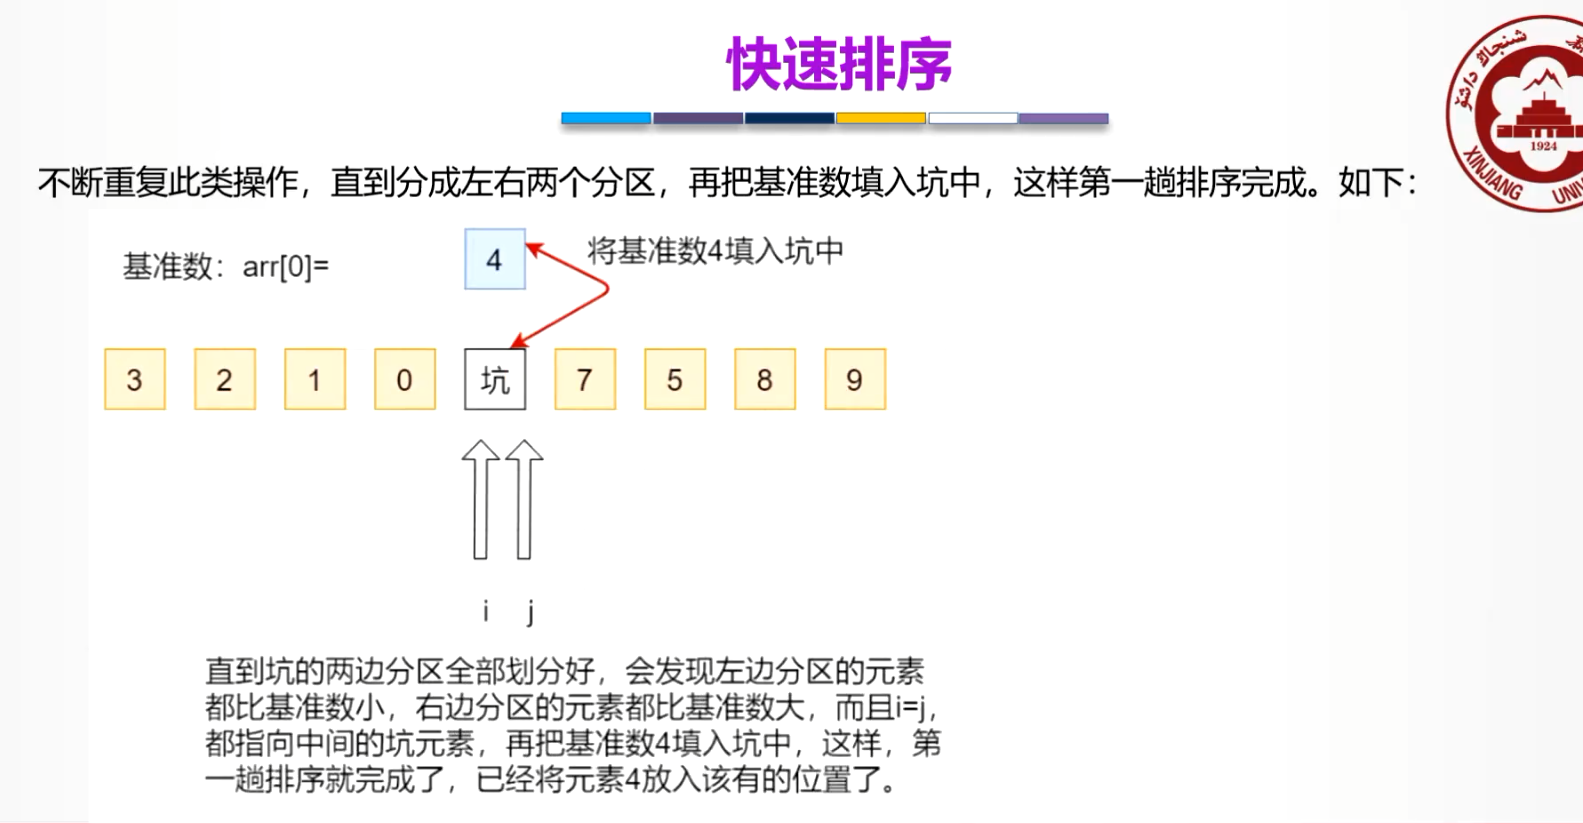 快速排序
不断重复此类操作，直到分成左右两个分区，再把基准数填入坑中，这样第一趟排序完成。如下：
基准数：arr[0]=
4
将基准数4填入坑中
3 2 1 0 坑 7 5 8 9
i j
直到坑的两边分区全部划分好，会发现左边分区的元素
都比基准数小，右边分区的元素都比基准数大，而且i=j，
都指向中间的坑元素，再把基准数4填入坑中，这样，第
一趟排序就完成了，已经将元素4放入该有的位置了。
شىنجاڭ داشۆ
1924
XINJIANG UNI